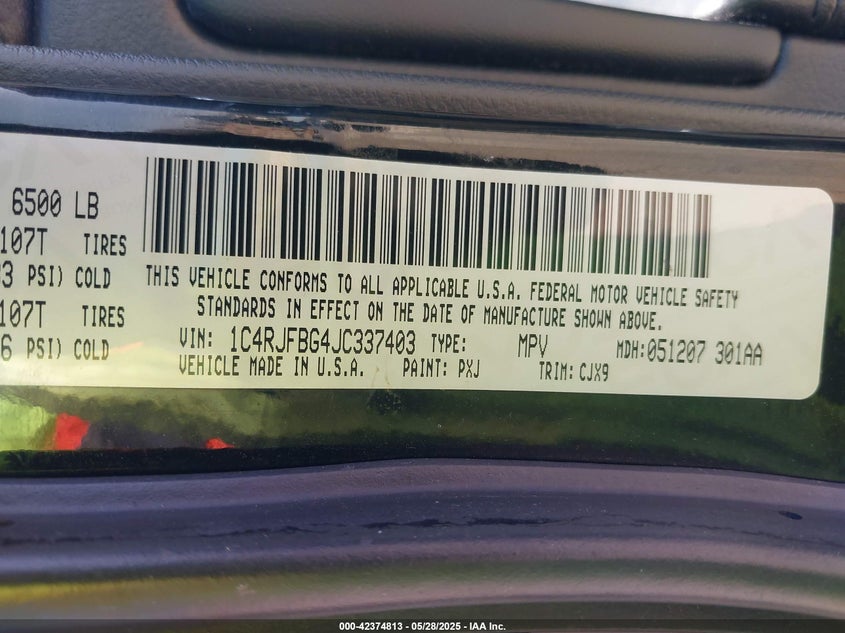 6500 LB
107T TIRES
3 PSI) COLD
107T TIRES
6 PSI) COLD
THIS VEHICLE CONFORMS TO ALL APPLICABLE U.S.A. FEDERAL MOTOR VEHICLE SAFETY
STANDARDS IN EFFECT ON THE DATE OF MANUFACTURE SHOWN ABOVE.
VIN: 1C4RJFBG4JC337403 TYPE: MPV MDH:051207 301AA
VEHICLE MADE IN U.S.A. PAINT: PXJ TRIM: CJX9
000-42374813 - 05/28/2025 - IAA Inc.